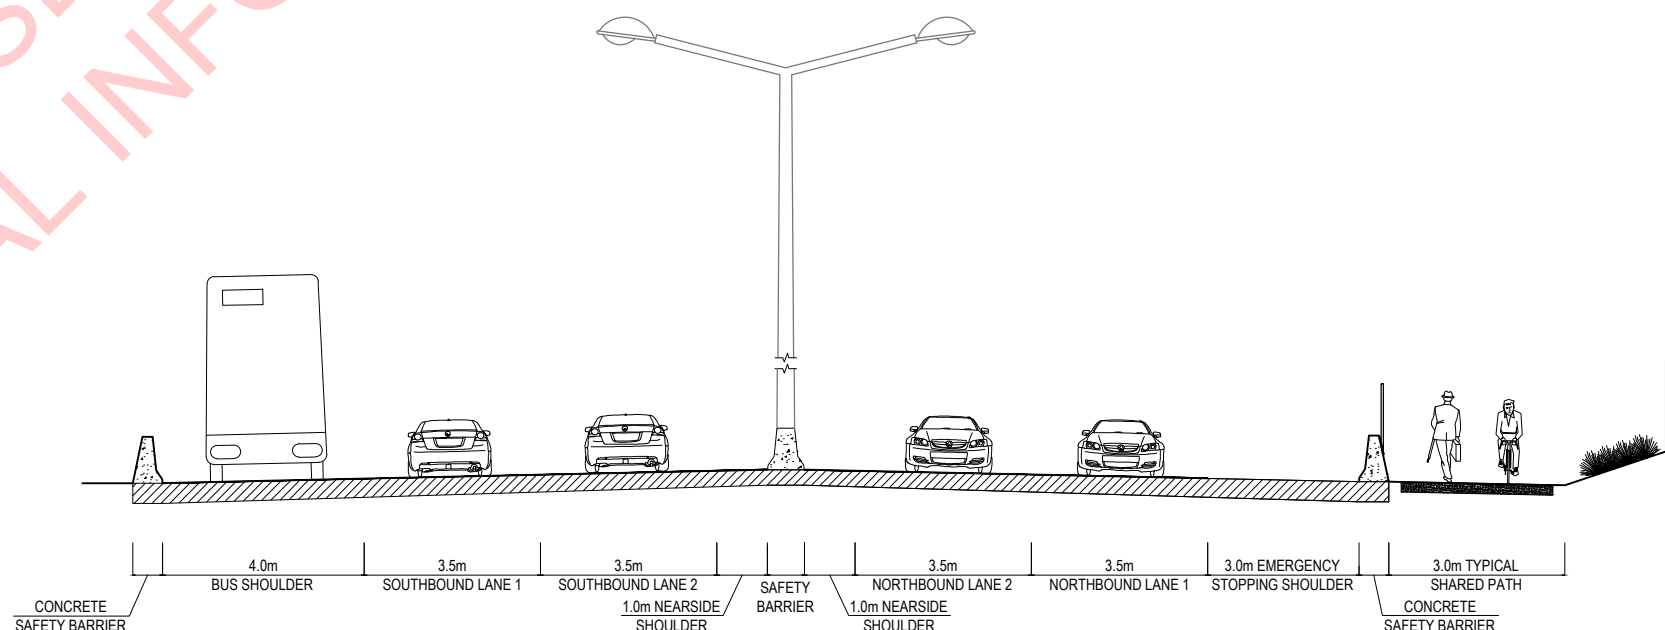 AL INFO
4.0m
BUS SHOULDER
3.5m
SOUTHBOUND LANE 1
3.5m
SOUTHBOUND LANE 2
SAFETY
BARRIER
3.5m
NORTHBOUND LANE 2
3.5m
NORTHBOUND LANE 1
3.0m EMERGENCY
STOPPING SHOULDER
3.0m TYPICAL
SHARED PATH
CONCRETE
SAFETY BARRIER
1.0m NEARSIDE
SHOULDER
1.0m NEARSIDE
SHOULDER
CONCRETE
SAFETY BARRIER